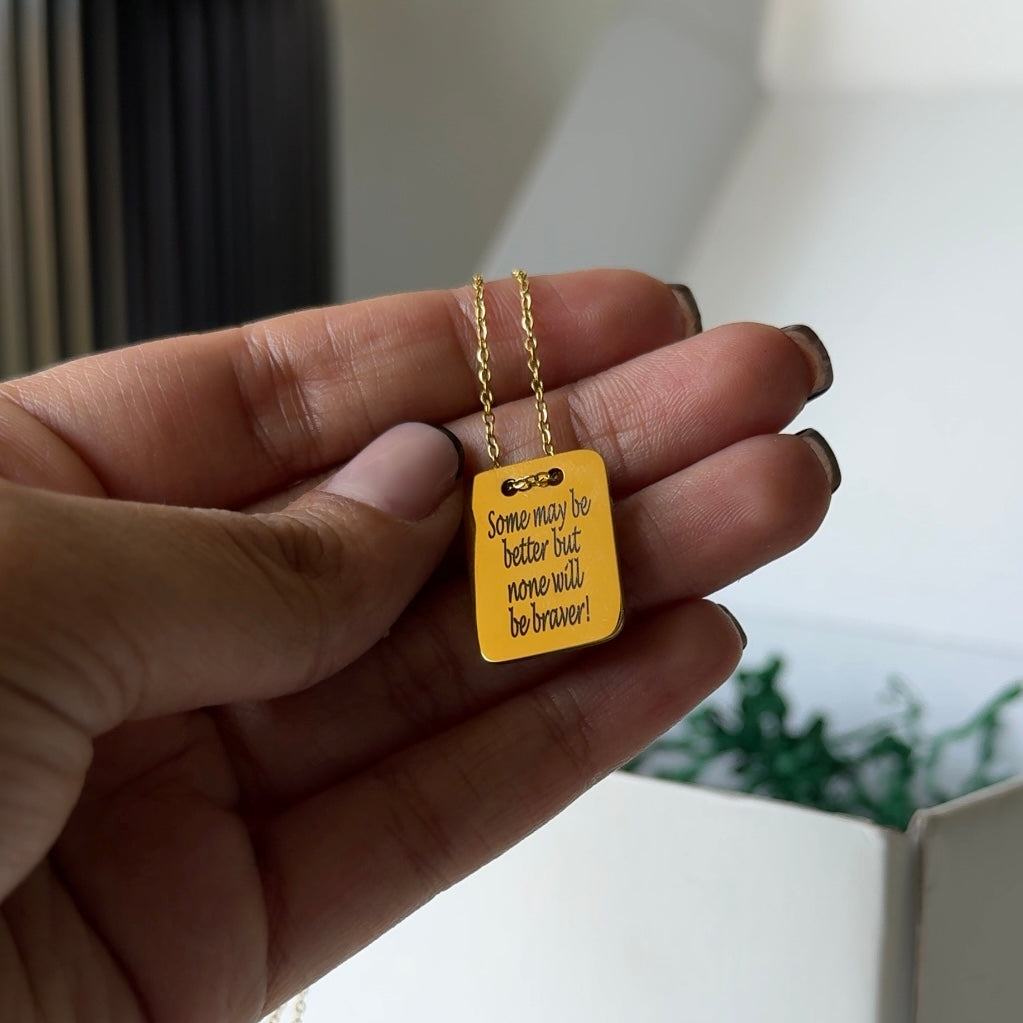 Some may be
better but
none will
be braver!